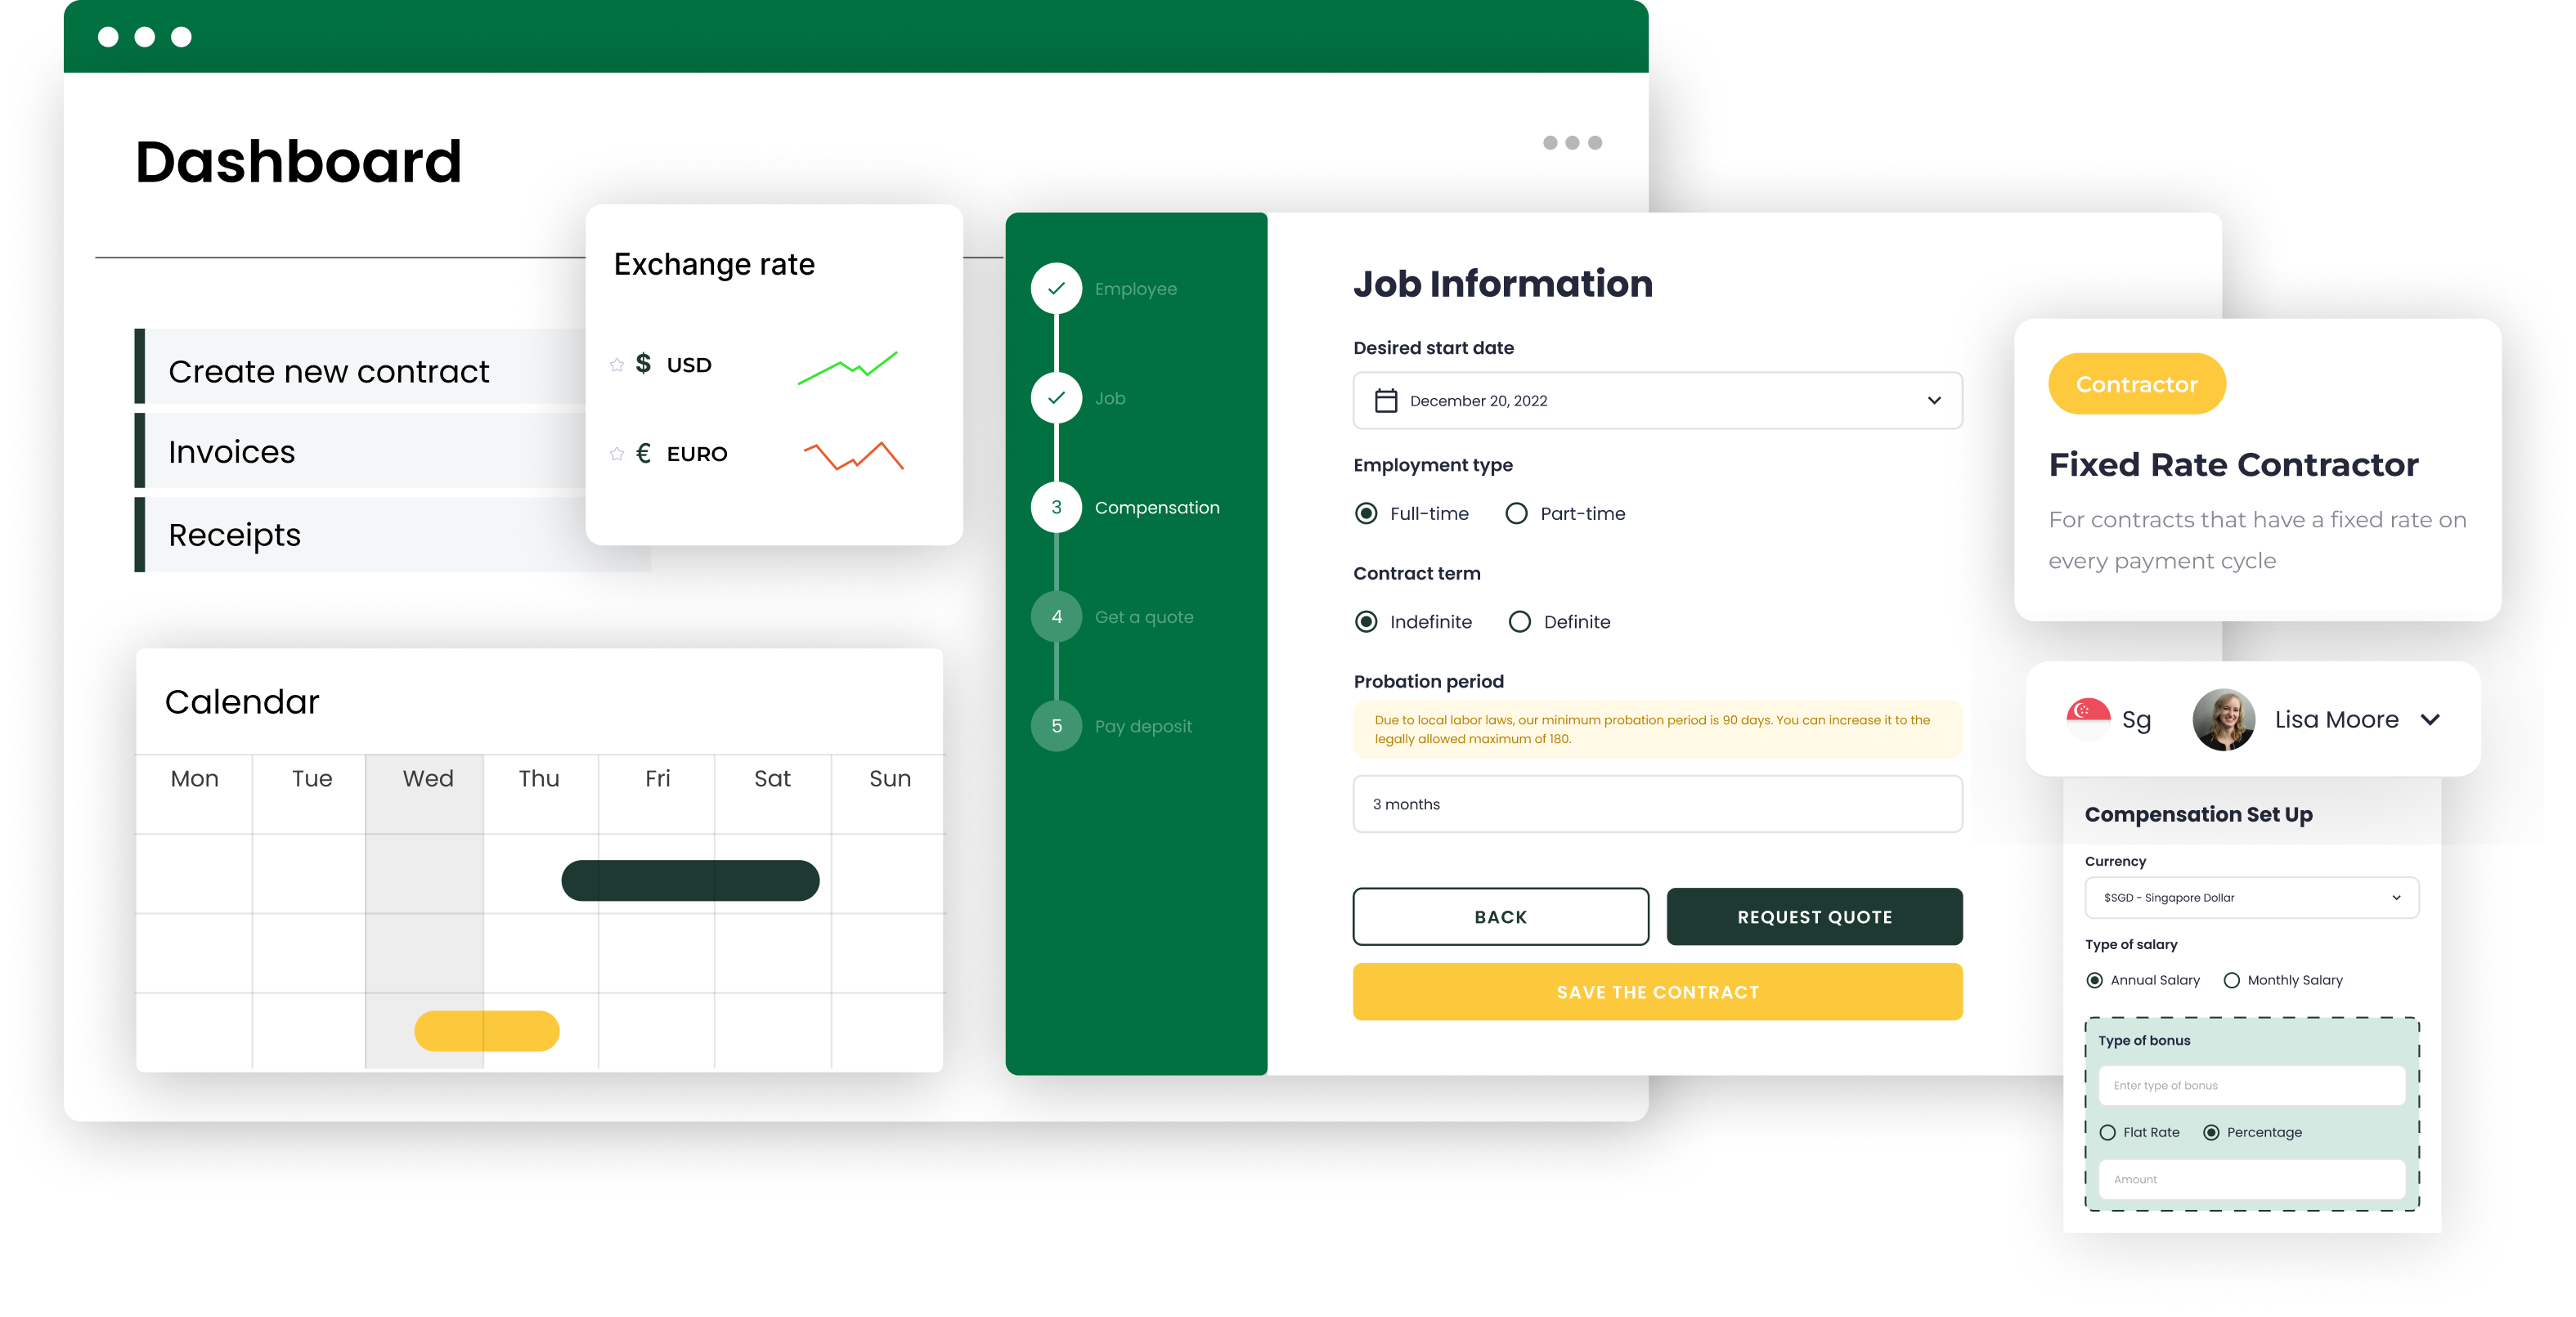 Dashboard
Create new contract
Invoices
Receipts
Exchange rate
$ USD
€ EURO
Calendar
Mon Tue Wed Thu Fri Sat Sun
Employee
Job
3 Compensation
4 Get a quote
5 Pay deposit
Job Information
Desired start date
December 20, 2022
Employment type
Full-time Part-time
Contract term
Indefinite Definite
Probation period
Due to local labor laws, our minimum probation period is 90 days. You can increase it to the
legally allowed maximum of 180.
3 months
BACK REQUEST QUOTE
SAVE THE CONTRACT
Contractor
Fixed Rate Contractor
For contracts that have a fixed rate on
every payment cycle
Sg Lisa Moore
Compensation Set Up
Currency
$SGD - Singapore Dollar
Type of salary
Annual Salary Monthly Salary
Type of bonus
Enter type of bonus
Flat Rate Percentage
Amount